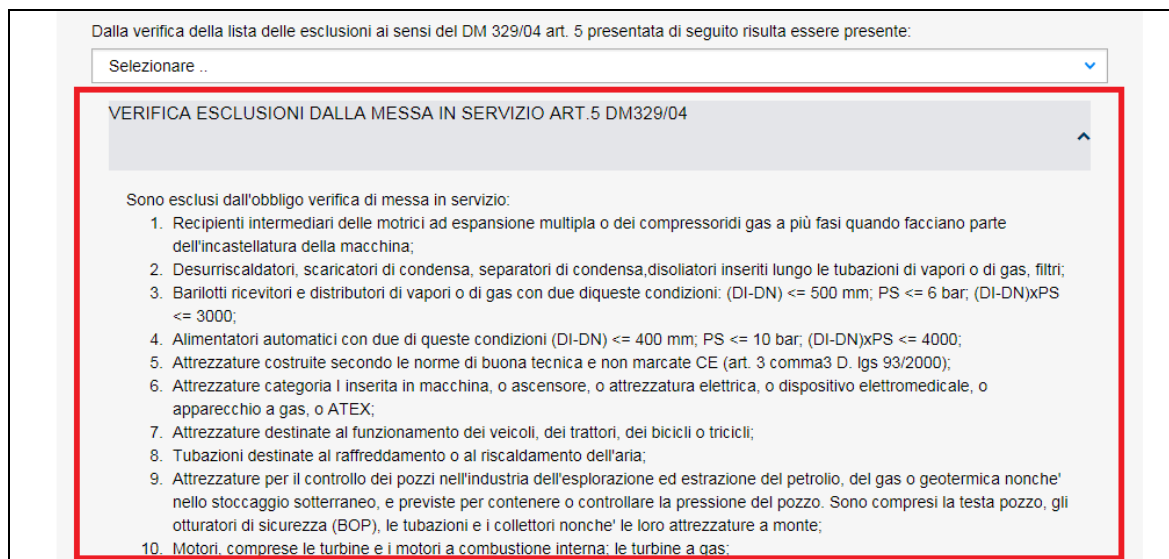 Dalla verifica della lista delle esclusioni ai sensi del DM 329/04 art. 5 presentata di seguito risulta essere presente:
Selezionare ..
VERIFICA ESCLUSIONI DALLA MESSA IN SERVIZIO ART.5 DM329/04
Sono esclusi dall'obbligo verifica di messa in servizio:
1. Recipienti intermediari delle motrici ad espansione multipla o dei compressoridi gas a più fasi quando facciano parte
dell'incastellatura della macchina;
2. Desurriscaldatori, scaricatori di condensa, separatori di condensa,disoliatori inseriti lungo le tubazioni di vapori o di gas, filtri;
3. Barilotti ricevitori e distributori di vapori o di gas con due diqueste condizioni: (DI-DN) <= 500 mm; PS <= 6 bar; (DI-DN)xPS
<= 3000;
4. Alimentatori automatici con due di queste condizioni (DI-DN) <= 400 mm; PS <= 10 bar; (DI-DN)xPS <= 4000;
5. Attrezzature costruite secondo le norme di buona tecnica e non marcate CE (art. 3 comma3 D. lgs 93/2000);
6. Attrezzature categoria I inserita in macchina, o ascensore, o attrezzatura elettrica, o dispositivo elettromedicale, o
apparecchio a gas, o ATEX;
7. Attrezzature destinate al funzionamento dei veicoli, dei trattori, dei bicicli o tricicli;
8. Tubazioni destinate al raffreddamento o al riscaldamento dell'aria;
9. Attrezzature per il controllo dei pozzi nell'industria dell'esplorazione ed estrazione del petrolio, del gas o geotermica nonche'
nello stoccaggio sotterraneo, e previste per contenere o controllare la pressione del pozzo. Sono compresi la testa pozzo, gli
otturatori di sicurezza (BOP), le tubazioni e i collettori nonche' le loro attrezzature a monte;
10. Motori, comprese le turbine e i motori a combustione interna; le turbine a gas;